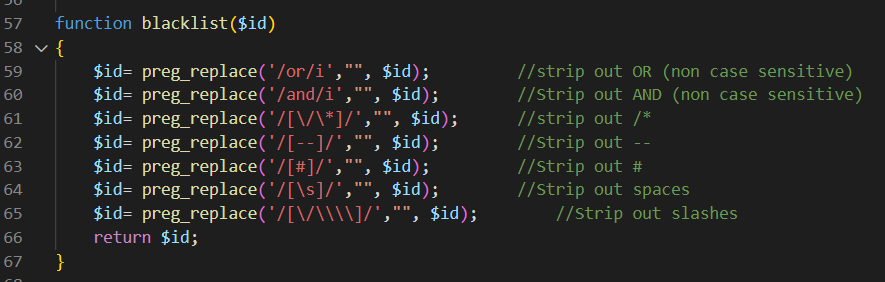 57 function blacklist($id)
58 {
59 $id= preg_replace('/or/i',"", $id); //strip out OR (non case sensitive)
60 $id= preg_replace('/and/i',"", $id); //Strip out AND (non case sensitive)
61 $id= preg_replace('/[\/\*]/',"", $id); //strip out /*
62 $id= preg_replace('/[--]/',"", $id); //Strip out --
63 $id= preg_replace('/[#]/',"", $id); //Strip out #
64 $id= preg_replace('/[\s]/',"", $id); //Strip out spaces
65 $id= preg_replace('/[\/\\\\]/',"", $id); //Strip out slashes
66 return $id;
67 }